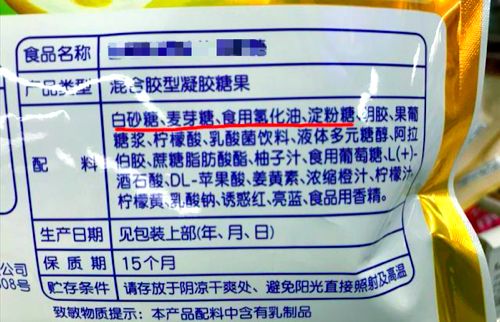 食品名称
产品类型 混合胶型凝胶糖果
白砂糖、麦芽糖、食用氢化油、淀粉糖、明胶、果葡
糖浆、柠檬酸、乳酸菌饮料、液体多元糖醇、阿拉
配 料 伯胶、蔗糖脂肪酸酯、柚子汁、食用葡萄糖、L(+)-
酒石酸、DL-苹果酸、姜黄素、浓缩橙汁、柠檬汁、
柠檬黄、乳酸钠、诱惑红、亮蓝、食品用香精。
生产日期 见包装上部(年、月、日)
保 质 期 15个月
贮存条件 请存放于阴凉干爽处、避免阳光直接照射及高温
致敏物质提示:本产品配料中含有乳制品
公司
608号